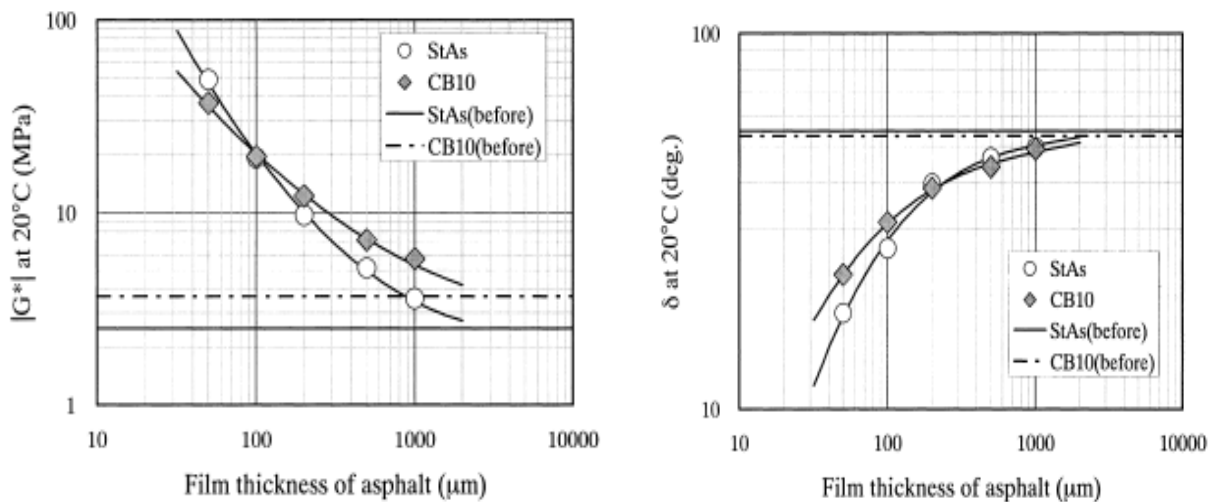 100
StAs
CB10
StAs(before)
CB10(before)
10
1
10
100
1000
10000
|G*| at 20°C (MPa)
Film thickness of asphalt (μm)
100
StAs
CB10
StAs(before)
CB10(before)
10
10
100
1000
10000
δ at 20°C (deg.)
Film thickness of asphalt (μm)